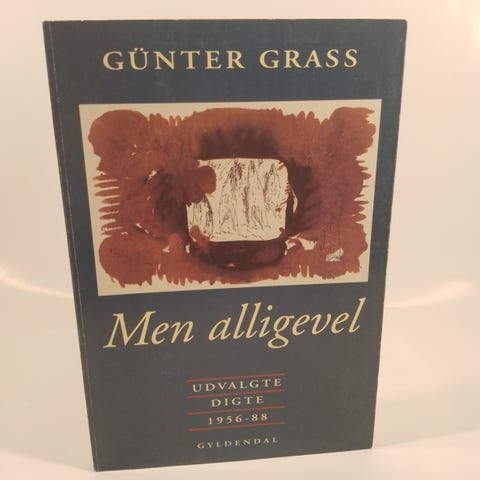 GÜNTER GRASS
Men alligevel
UDVALGTE
DIGTE
1956-88
GYLDENDAL